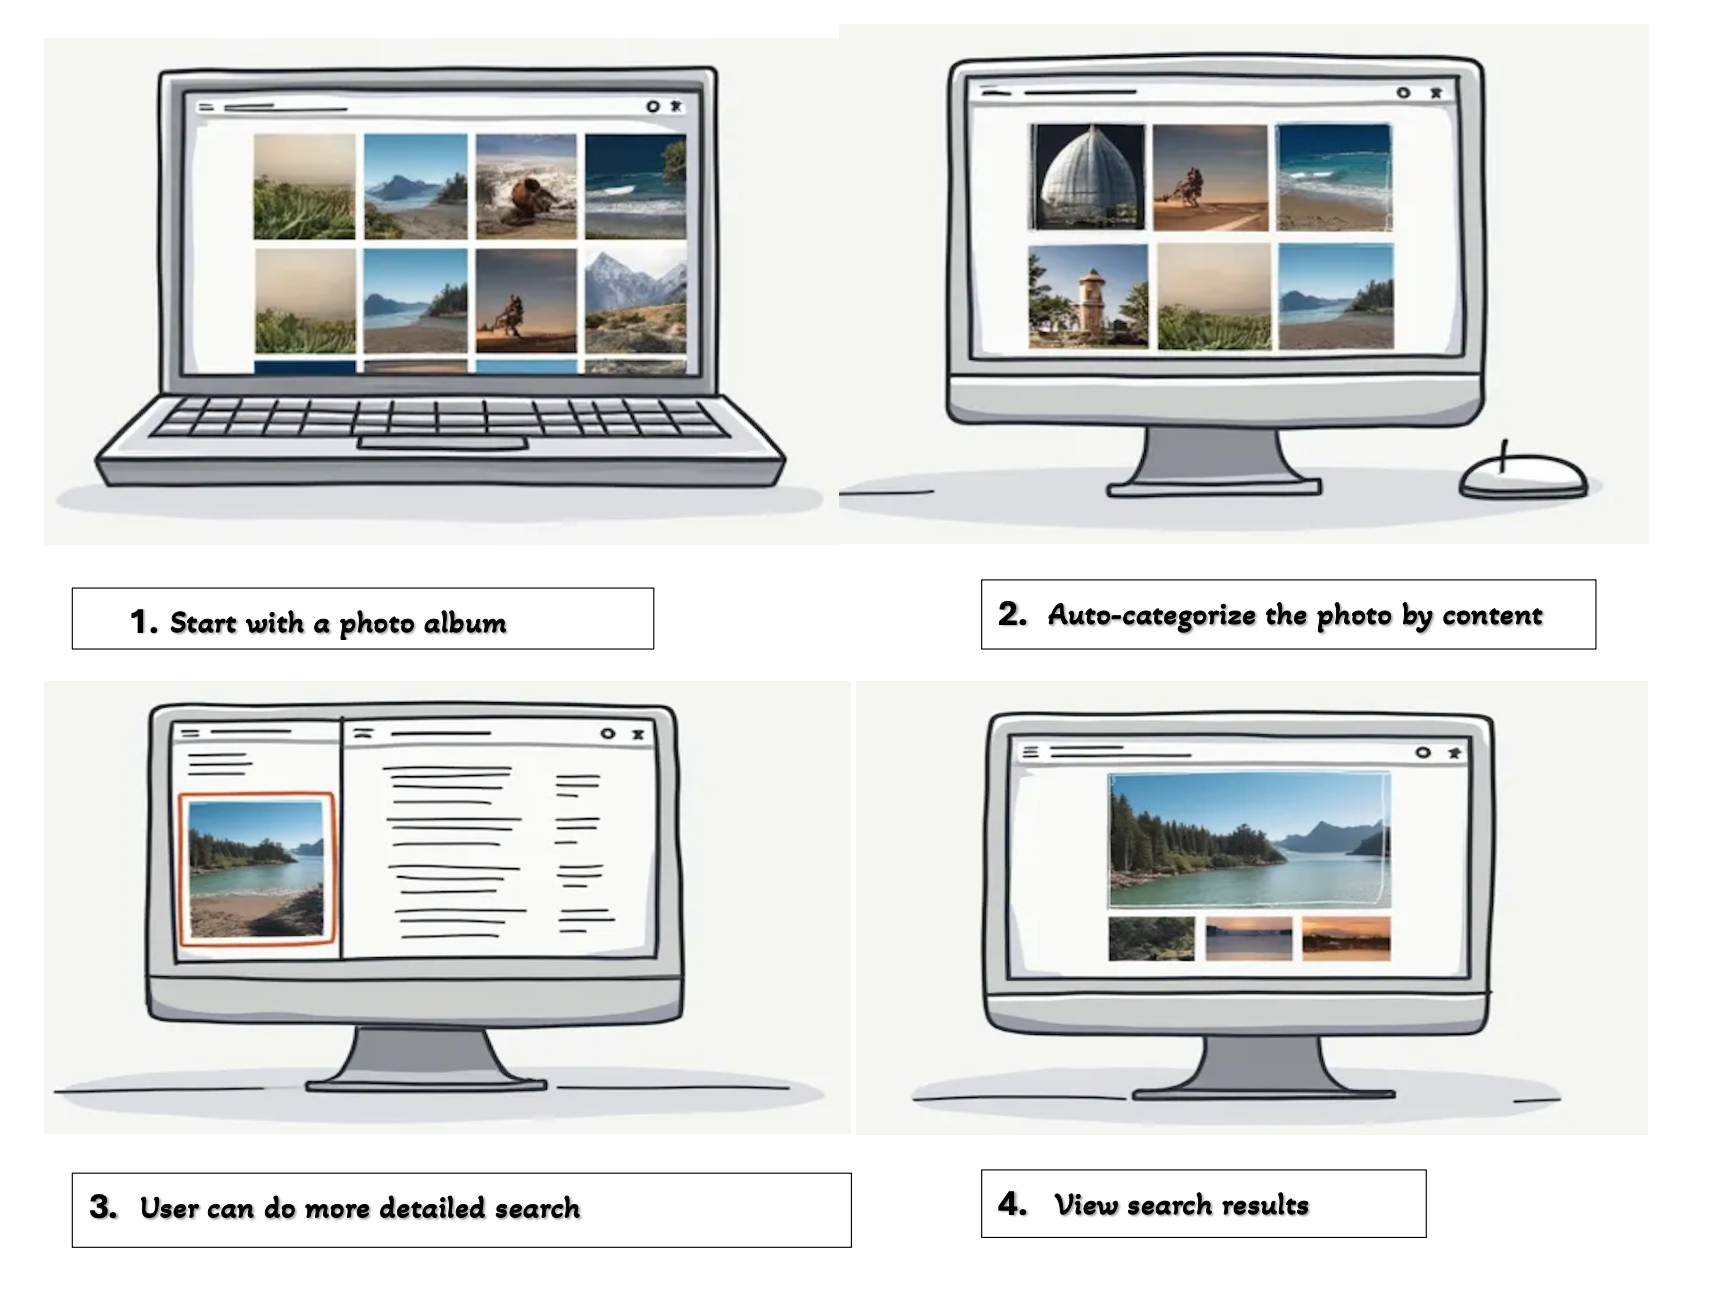 1. Start with a photo album
2. Auto-categorize the photo by content
3. User can do more detailed search
4. View search results